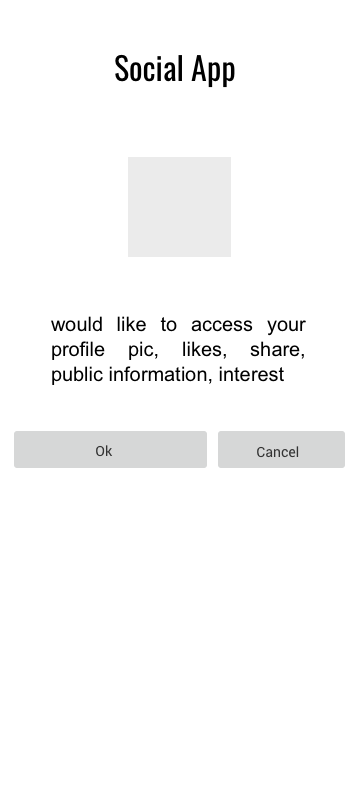 Social App
would like to access your
profile pic, likes, share,
public information, interest
Ok
Cancel